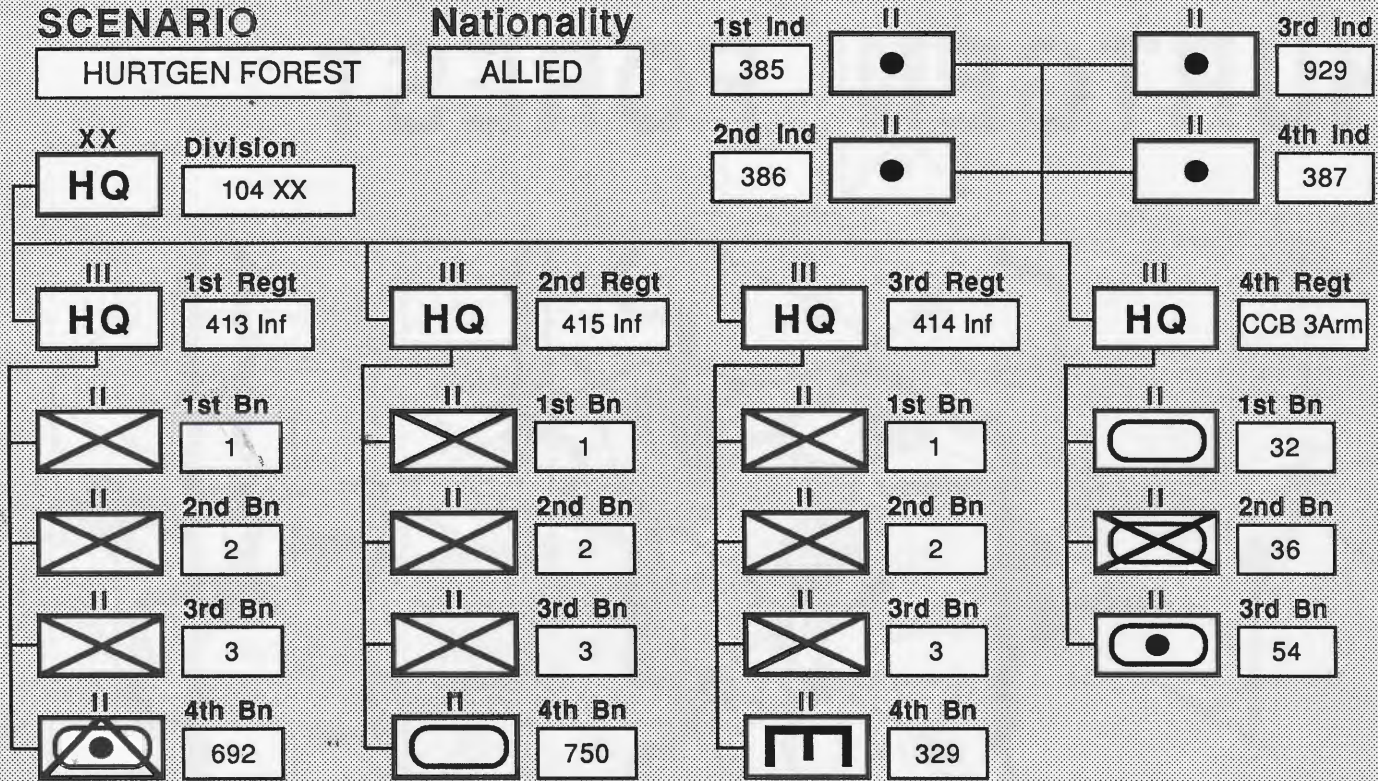 SCENARIO
HURTGEN FOREST
Nationality
ALLIED
1st Ind
385
II
II
3rd Ind
929
2nd Ind
386
II
II
4th Ind
387
XX
HQ
Division
104 XX
III
HQ
1st Regt
413 Inf
II
1st Bn
1
II
2nd Bn
2
II
3rd Bn
3
II
4th Bn
692
III
HQ
2nd Regt
415 Inf
II
1st Bn
1
II
2nd Bn
2
II
3rd Bn
3
II
4th Bn
750
III
HQ
3rd Regt
414 Inf
II
1st Bn
1
II
2nd Bn
2
II
3rd Bn
3
II
4th Bn
329
III
HQ
4th Regt
CCB 3Arm
II
1st Bn
32
II
2nd Bn
36
II
3rd Bn
54